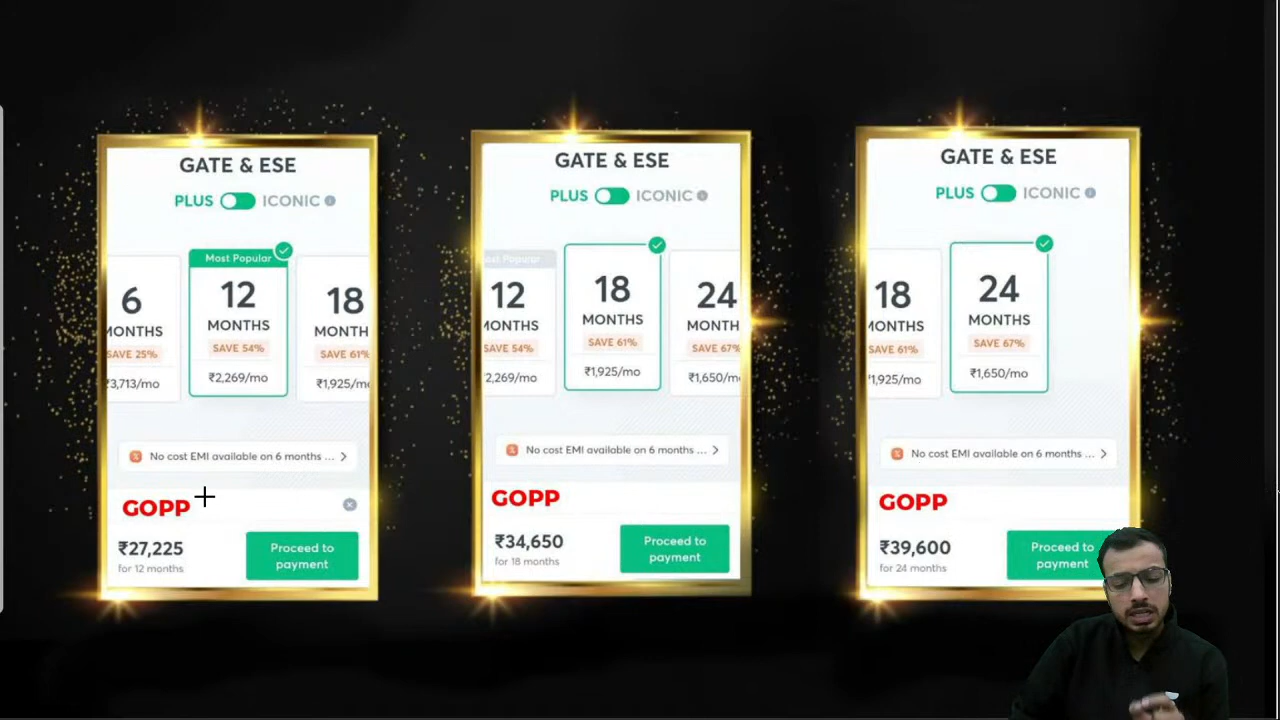 GATE & ESE
PLUS ICONIC
Most Popular
6
MONTHS
SAVE 25%
₹3,713/mo
12
MONTHS
SAVE 54%
₹2,269/mo
18
MONTH
SAVE 61%
₹1,925/mo
No cost EMI available on 6 months ...
GOPP
₹27,225
for 12 months
Proceed to
payment
GATE & ESE
PLUS ICONIC
Popular
12
MONTHS
SAVE 54%
2,269/mo
18
MONTHS
SAVE 61%
₹1,925/mo
24
MONTHS
SAVE 67%
₹1,650/m
No cost EMI available on 6 months ...
GOPP
₹34,650
for 18 months
Proceed to
payment
GATE & ESE
PLUS ICONIC
18
MONTHS
SAVE 61%
1,925/mo
24
MONTHS
SAVE 67%
₹1,650/mo
No cost EMI available on 6 months ...
GOPP
₹39,600
for 24 months
Proceed to
payment